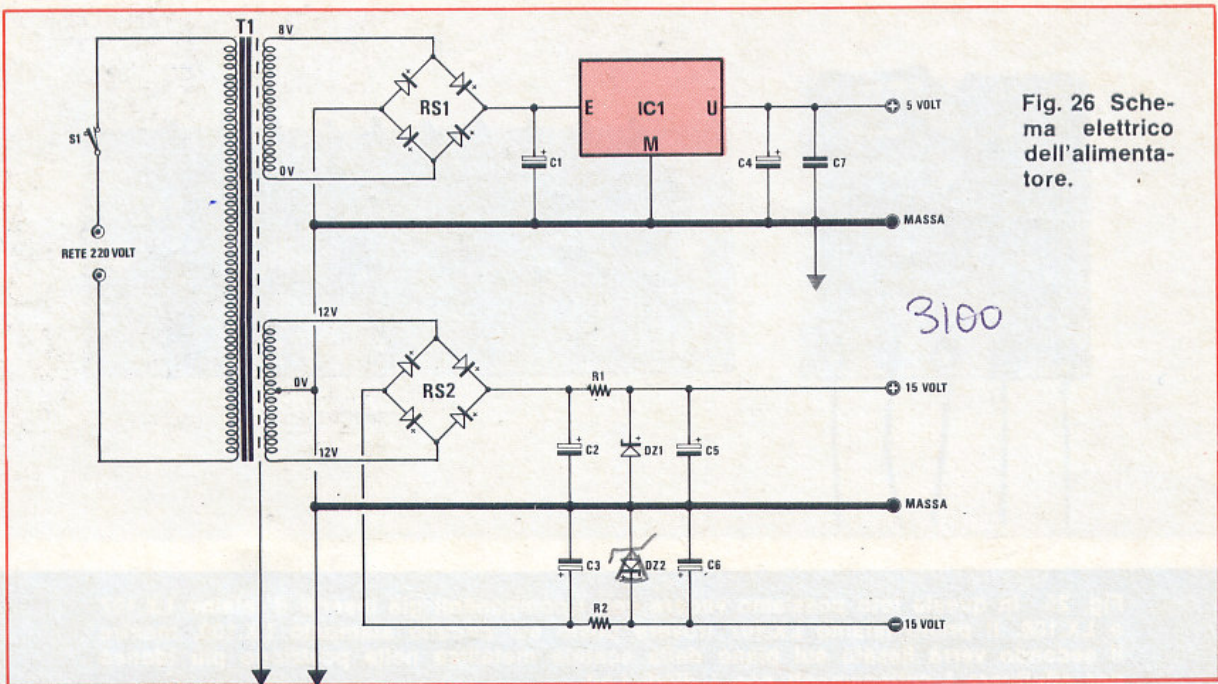 T1
8V
RS1
0V
S1
RETE 220 VOLT
E IC1 U
M
C1
C4
C7
+ 5 VOLT
MASSA
Fig. 26 Sche-
ma elettrico
dell'alimenta-
tore.
3100
12V
0V
12V
RS2
R1
C2
DZ1
C5
+ 15 VOLT
MASSA
C3
DZ2
C6
R2
- 15 VOLT